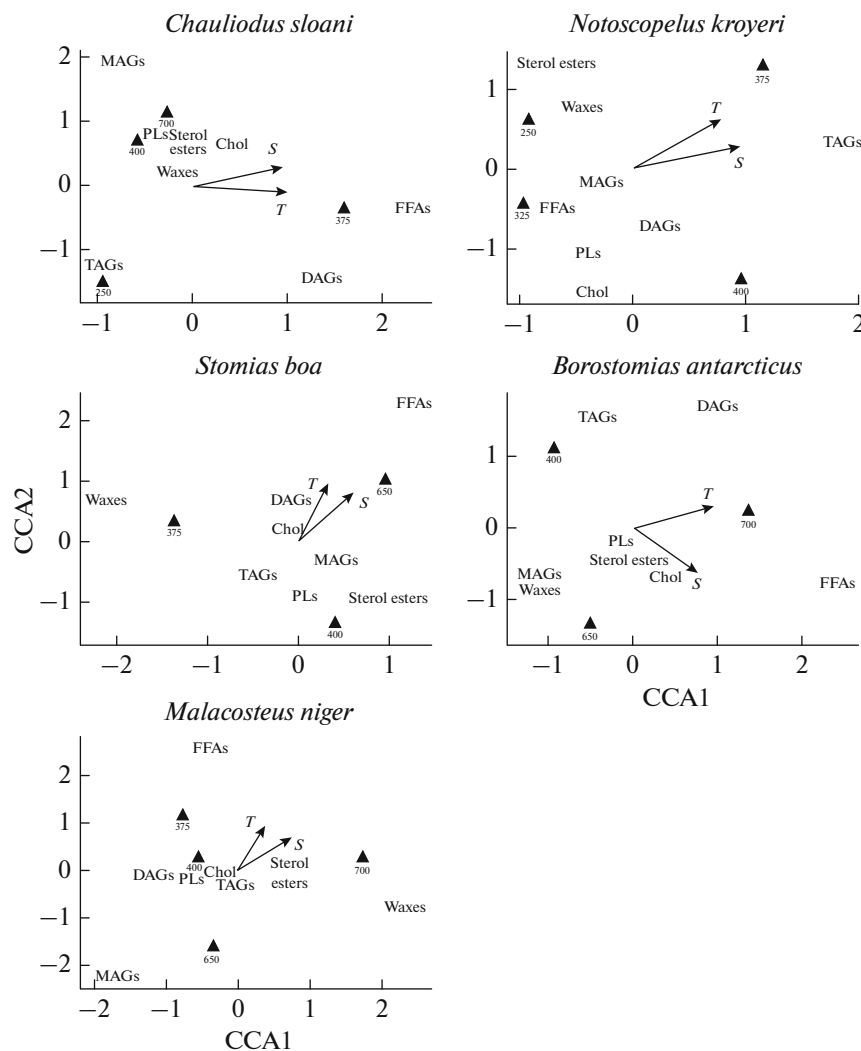 Chauliodus sloani
2
MAGs
1
700
PLs
Sterol
esters
Chol
400
Waxes
S
0
T
375
FFAs
−1
TAGs
250
DAGs
−1
0
1
2
Notoscopelus kroyeri
Sterol esters
375
1
Waxes
T
250
TAGs
S
0
MAGs
325
FFAs
DAGs
−1
PLs
400
Chol
−1
0
1
2
Stomias boa
FFAs
2
1
T
650
Waxes
DAGs
S
375
Chol
0
MAGs
TAGs
−1
PLs
Sterol esters
400
−2
−1
0
1
CCA2
Borostomias antarcticus
DAGs
TAGs
1
400
T
700
0
PLs
Sterol esters
MAGs
Chol
S
FFAs
−1
Waxes
650
−1
0
1
2
CCA1
Malacosteus niger
FFAs
2
1
375
T
S
0
400
Chol
Sterol
esters
700
DAGs
PLs
TAGs
−1
Waxes
650
−2
MAGs
−2
−1
0
1
2
CCA1